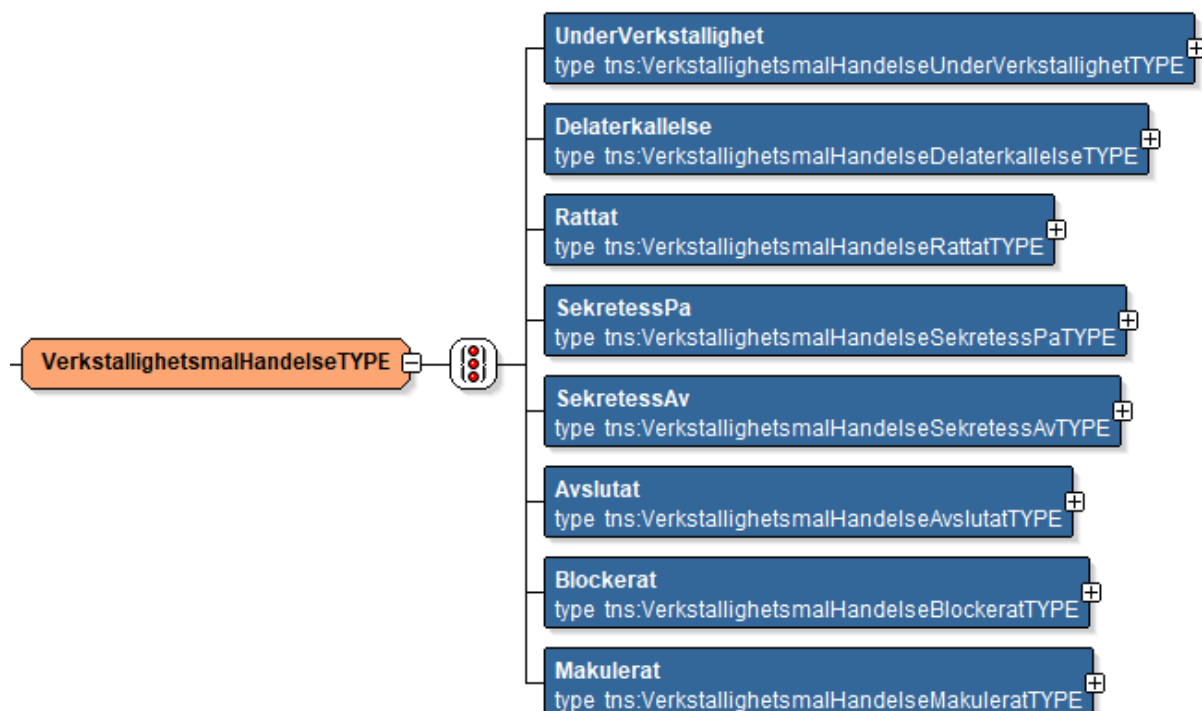 UnderVerkstallighet
type tns:VerkstallighetsmalHandelseUnderVerkstallighetTYPE
Delaterkallelse
type tns:VerkstallighetsmalHandelseDelaterkallelseTYPE
Rattat
type tns:VerkstallighetsmalHandelseRattatTYPE
SekretessPa
type tns:VerkstallighetsmalHandelseSekretessPaTYPE
VerkstallighetsmalHandelseTYPE
SekretessAv
type tns:VerkstallighetsmalHandelseSekretessAvTYPE
Avslutat
type tns:VerkstallighetsmalHandelseAvslutatTYPE
Blockerat
type tns:VerkstallighetsmalHandelseBlockeratTYPE
Makulerat
type tns:VerkstallighetsmalHandelseMakuleratTYPE